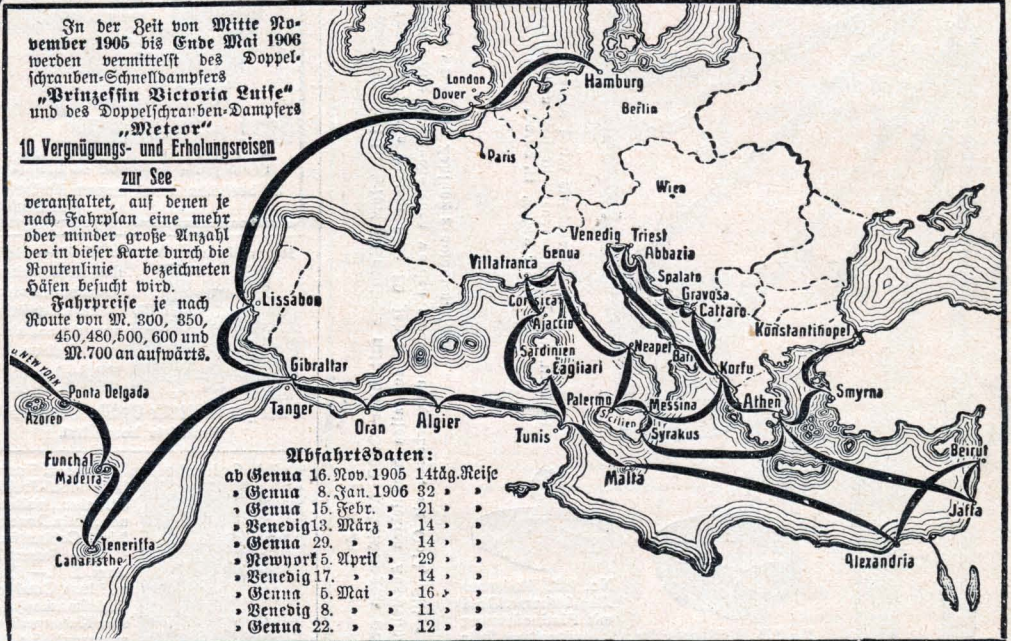 In der Zeit von Mitte No-
vember 1905 bis Ende Mai 1906
werden vermittelst des Doppel-
schrauben-Schnelldampfers
„Prinzessin Victoria Luise“
und des Doppelschrauben-Dampfers
„Meteor“
10 Vergnügungs- und Erholungsreisen
zur See
veranstaltet, auf denen je
nach Fahrplan eine mehr
oder minder große Anzahl
der in dieser Karte durch die
Routenlinie bezeichneten
Häfen besucht wird.
Fahrpreise je nach
Route von M. 300, 350,
450, 480, 500, 600 und
M. 700 an aufwärts.
London
Dover
Hamburg
Berlin
Paris
Wien
Venedig Triest
Abbazia
Villafranca
Genua
Spalato
Gravosa
Cattaro
Corsica
Ajaccio
Konstantinopel
Lissabon
Sardinien
Cagliari
Neapel
Bari
Korfu
Gibraltar
v. NEW YORK
Ponta Delgada
Azoren
Smyrna
Athen
Palermo
Messina
Sicilien
Syrakus
Tanger
Oran
Algier
Tunis
Malta
Beirut
Jaffa
Funchal
Madeira
Teneriffa
Canarische I
Alexandria
Abfahrtsdaten:
ab Genua 16. Nov. 1905 14täg. Reise
» Genua 8. Jan. 1906 32 » »
» Genua 15. Febr. » 21 » »
» Venedig 13. März » 14 » »
» Genua 29. » » 14 » »
» Newyork 5. April » 29 » »
» Venedig 17. » » 14 » »
» Genua 5. Mai » 16 » »
» Venedig 8. » » 11 » »
» Genua 22. » » 12 » »